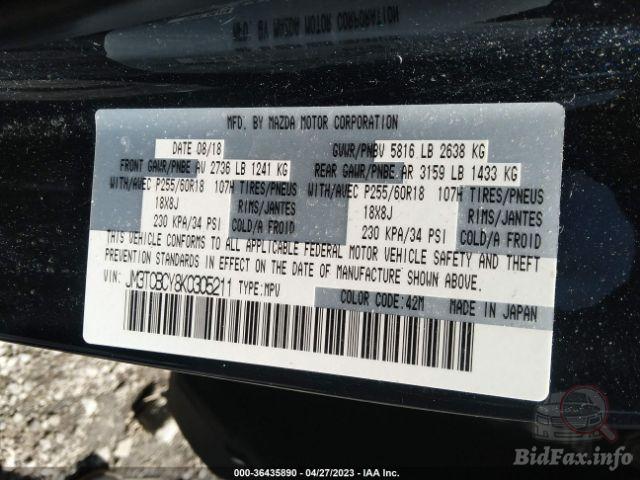 MFD. BY MAZDA MOTOR CORPORATION
DATE 08/18 GVWR/PNBV 5816 LB 2638 KG
FRONT GAWR/PNBE AV 2736 LB 1241 KG REAR GAWR/PNBE AR 3159 LB 1433 KG
WITH/AVEC P255/60R18 107H TIRES/PNEUS WITH/AVEC P255/60R18 107H TIRES/PNEUS
18X8J RIMS/JANTES 18X8J RIMS/JANTES
230 KPA/34 PSI COLD/A FROID 230 KPA/34 PSI COLD/A FROID
THIS VEHICLE CONFORMS TO ALL APPLICABLE FEDERAL MOTOR VEHICLE SAFETY AND THEFT
PREVENTION STANDARDS IN EFFECT ON THE DATE OF MANUFACTURE SHOWN ABOVE.
VIN: JM3TCBCY8K0305211 TYPE:MPV
COLOR CODE:42M MADE IN JAPAN
BidFax.info
000-36435890 - 04/27/2023 - IAA Inc.